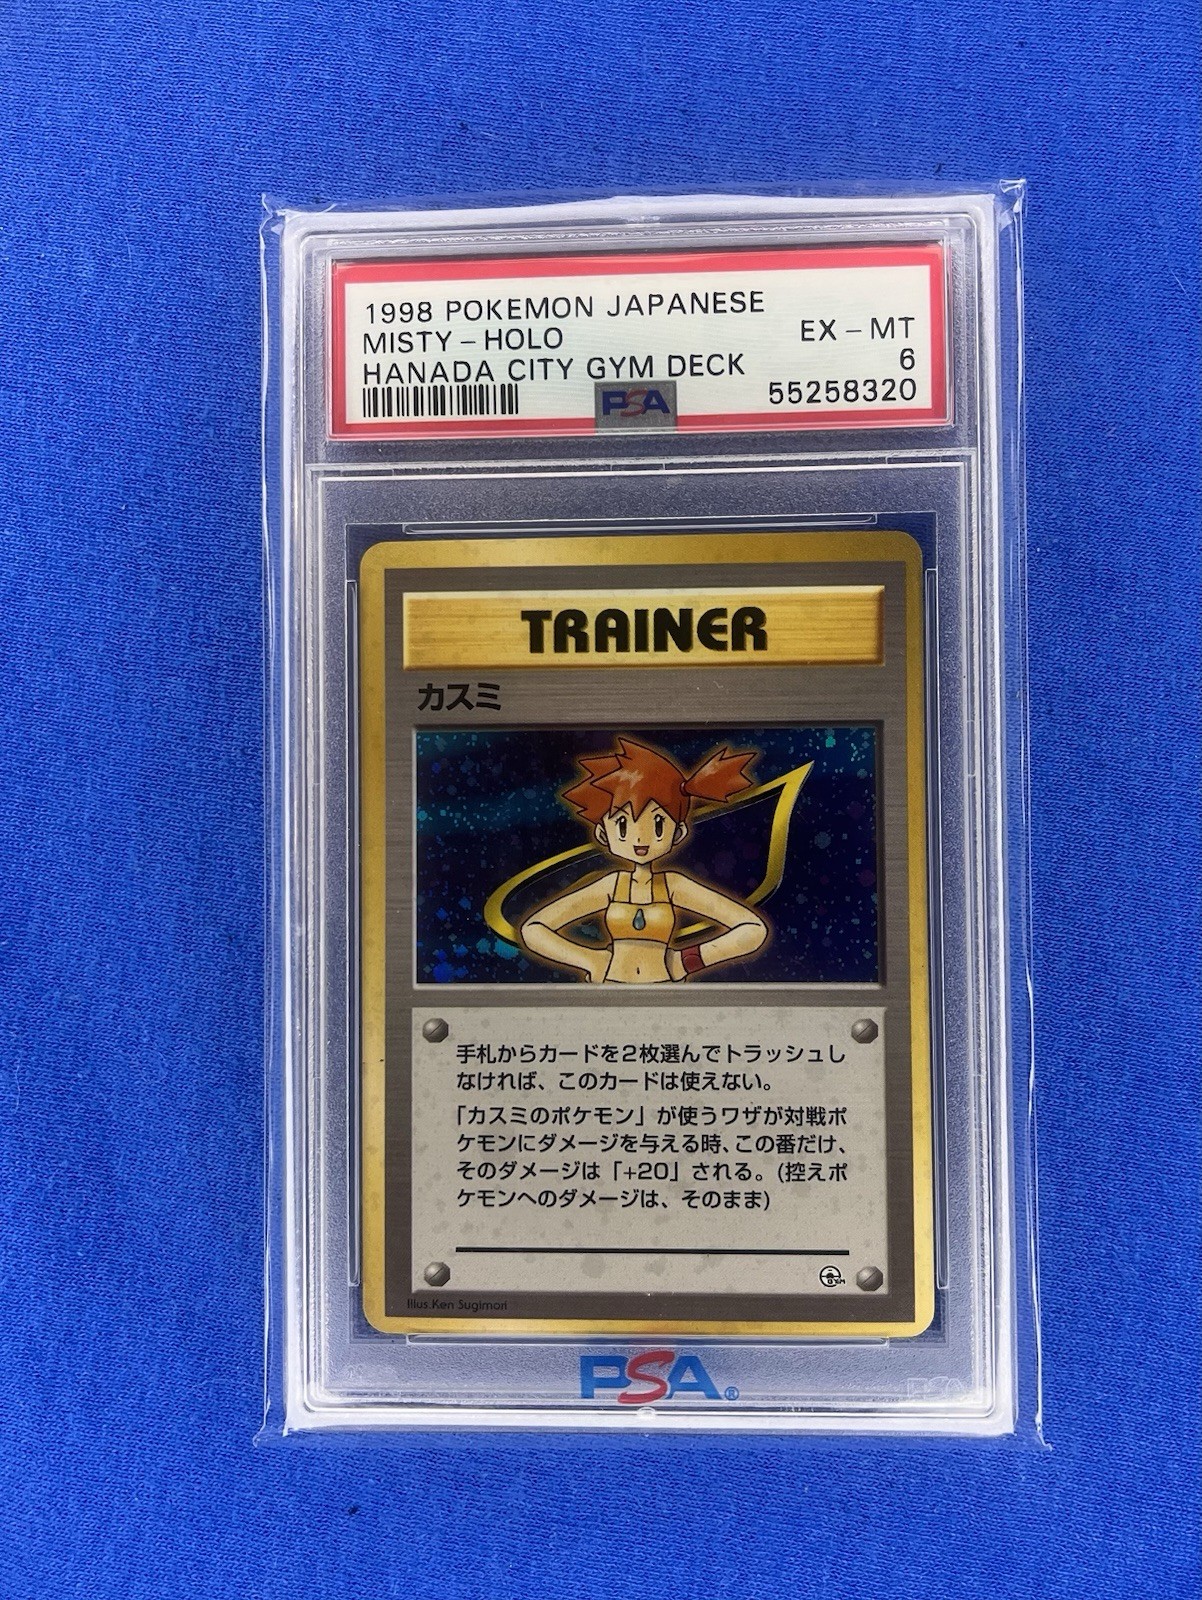 1998 POKEMON JAPANESE
MISTY - HOLO
EX - MT
HANADA CITY GYM DECK
6
PSA
55258320
TRAINER
カスミ
手札からカードを2枚選んでトラッシュし
なければ、このカードは使えない。
「カスミのポケモン」が使うワザが対戦ポ
ケモンにダメージを与える時、この番だけ、
そのダメージは「+20」される。(控えポ
ケモンへのダメージは、そのまま)
GYM
Illus.Ken Sugimori
PSA®
PSA